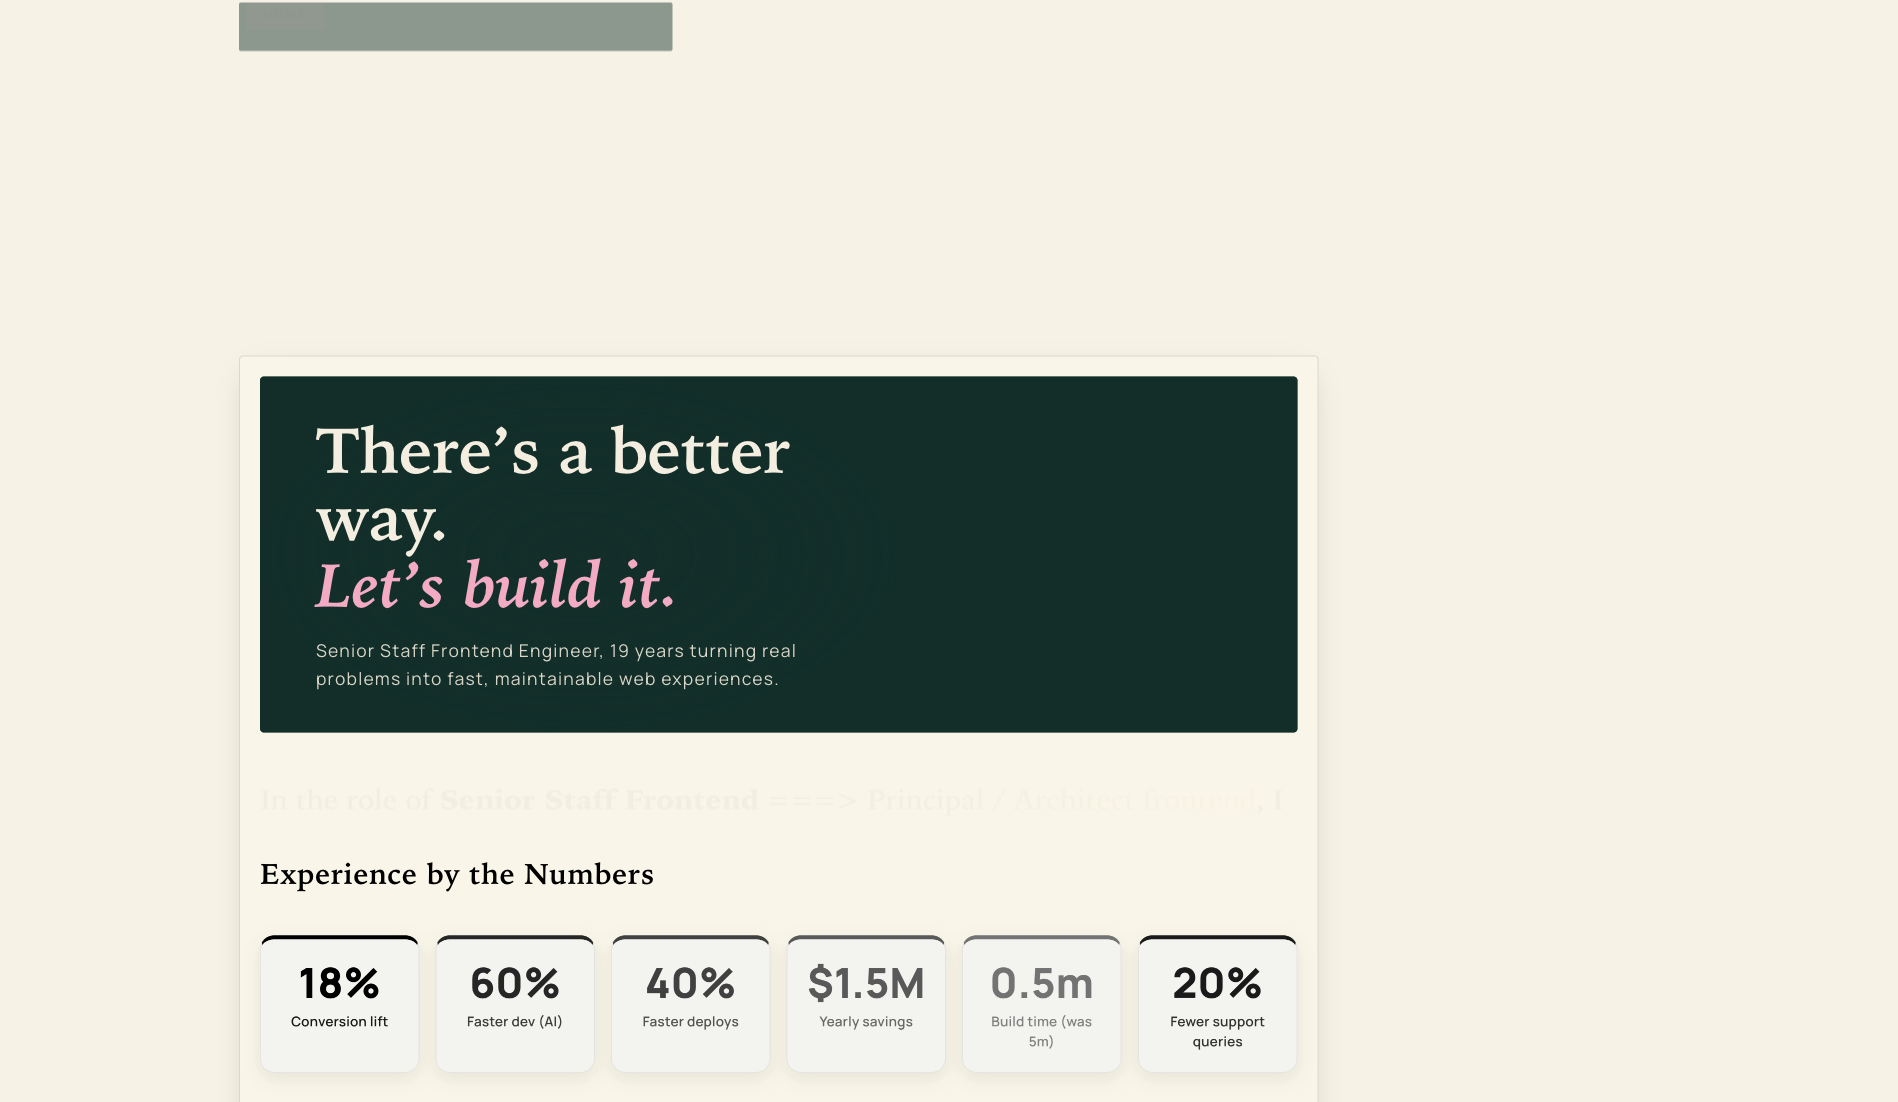 There’s a better
way.
Let’s build it.
Senior Staff Frontend Engineer, 19 years turning real
problems into fast, maintainable web experiences.
In the role of Senior Staff Frontend ===> Principal / Architect frontend, I
Experience by the Numbers
18%
Conversion lift
60%
Faster dev (AI)
40%
Faster deploys
$1.5M
Yearly savings
0.5m
Build time (was
5m)
20%
Fewer support
queries